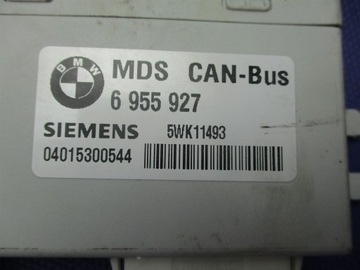 BMW
MDS CAN-Bus
6 955 927
SIEMENS 5WK11493
04015300544